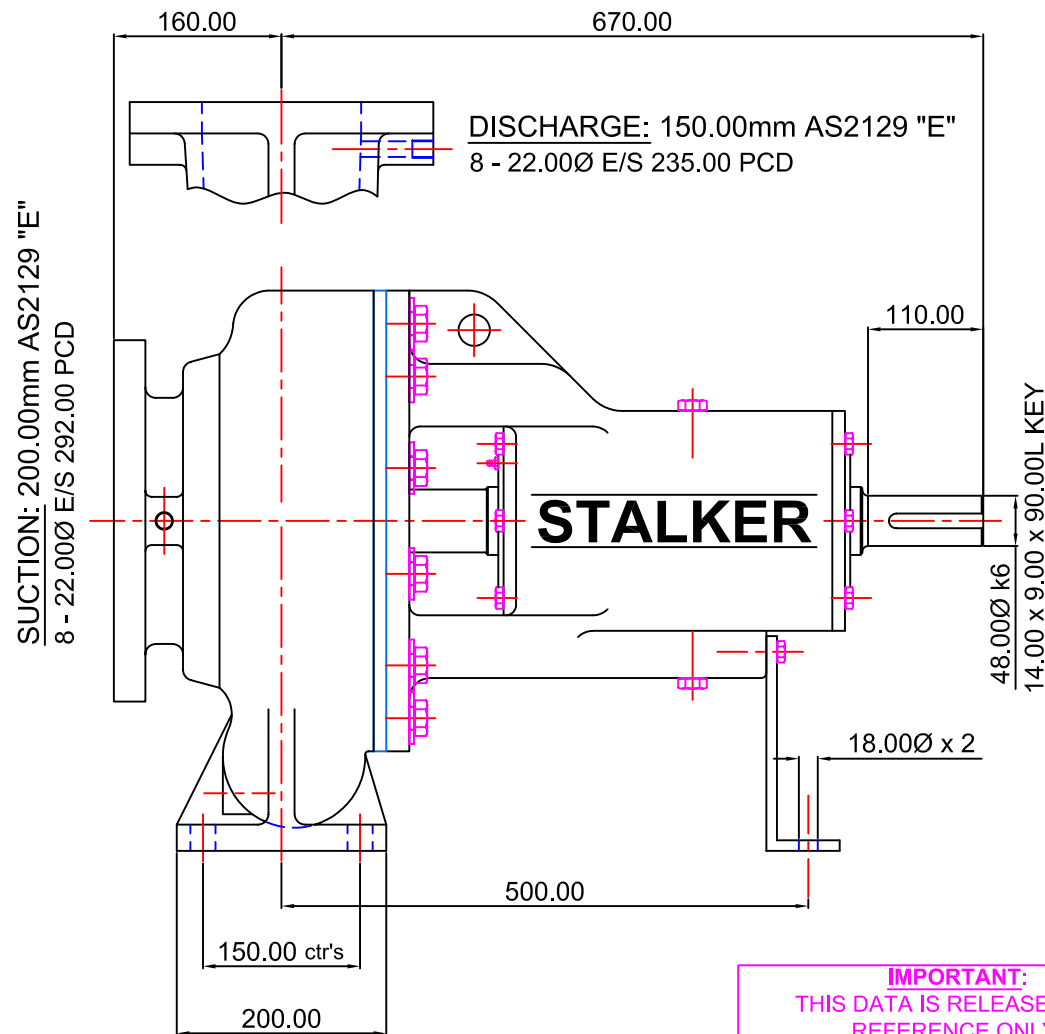 160.00
670.00
DISCHARGE: 150.00mm AS2129 "E"
8 - 22.00Ø E/S 235.00 PCD
SUCTION: 200.00mm AS2129 "E"
8 - 22.00Ø E/S 292.00 PCD
110.00
STALKER
48.00Ø k6
14.00 x 9.00 x 90.00L KEY
18.00Ø x 2
500.00
150.00 ctr's
200.00
IMPORTANT:
THIS DATA IS RELEASE
REFERENCE ONL